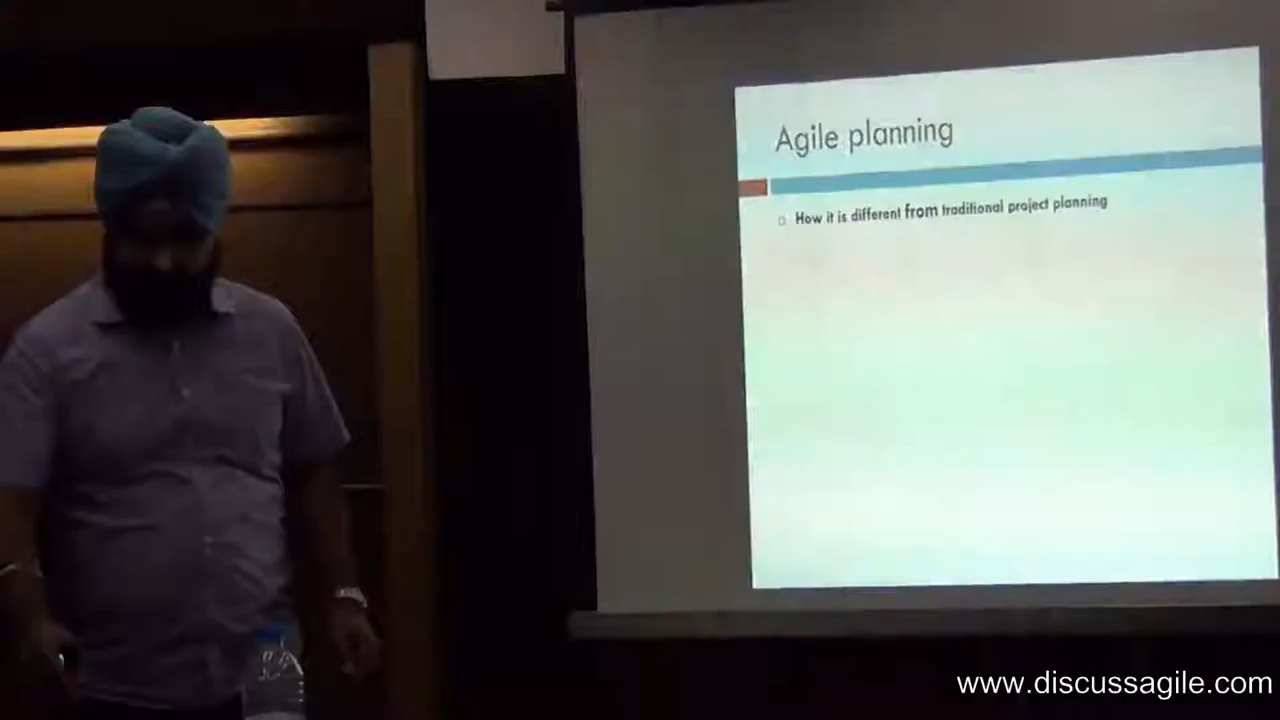 Agile planning
How it is different from traditional project planning
www.discussagile.com